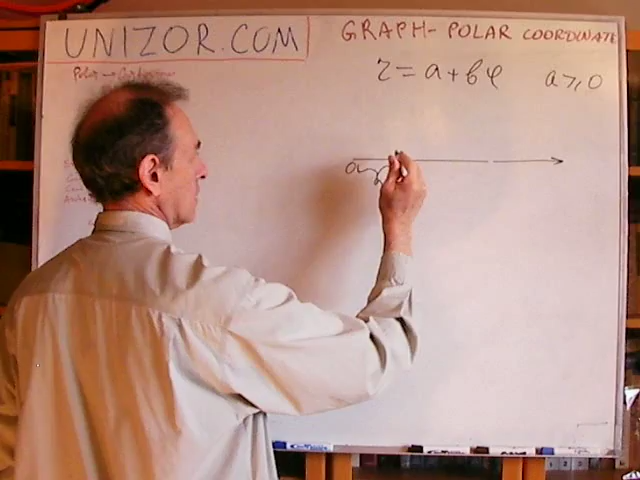 UNIZOR.COM
GRAPH- POLAR COORDINATE
Polar → Cartesian
r = a + bφ a ≥ 0
O